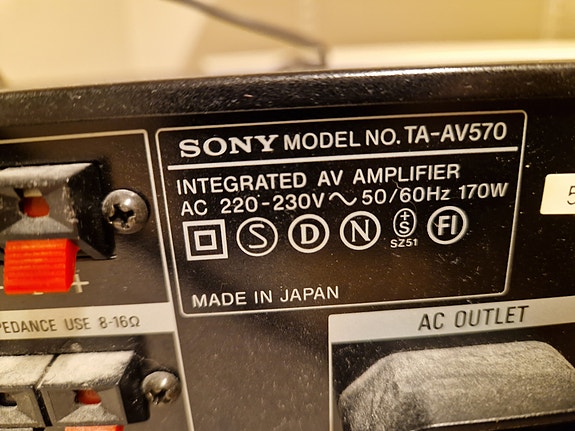 SONY MODEL NO. TA-AV570
INTEGRATED AV AMPLIFIER
AC 220-230V ~ 50/60Hz 170W
S D N +S FI
SZ51
MADE IN JAPAN
- +
PEDANCE USE 8-16Ω
AC OUTLET
5